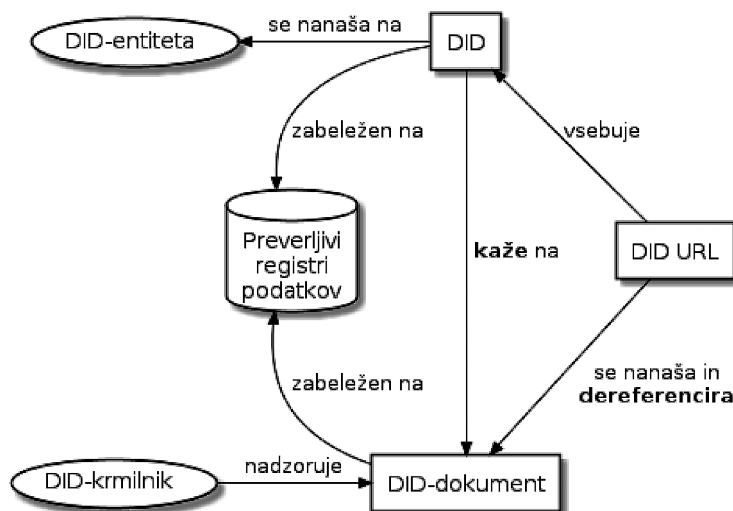 se nanaša na
DID-entiteta
DID
zabeležen na
vsebuje
Preverljivi
registri
podatkov
kaže na
DID URL
se nanaša in
dereferencira
zabeležen na
nadzoruje
DID-krmilnik
DID-dokument